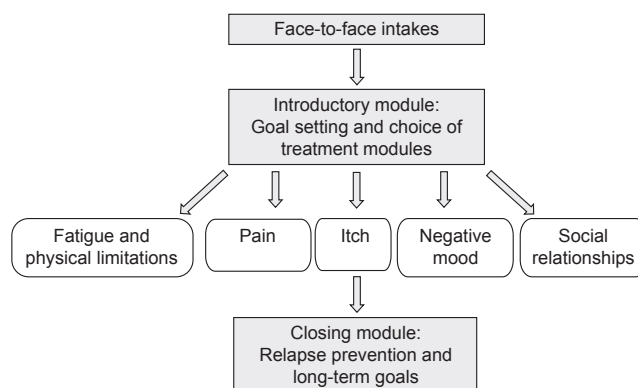 Face-to-face intakes
Introductory module:
Goal setting and choice of
treatment modules
Fatigue and
physical limitations
Pain
Itch
Negative
mood
Social
relationships
Closing module:
Relapse prevention and
long-term goals